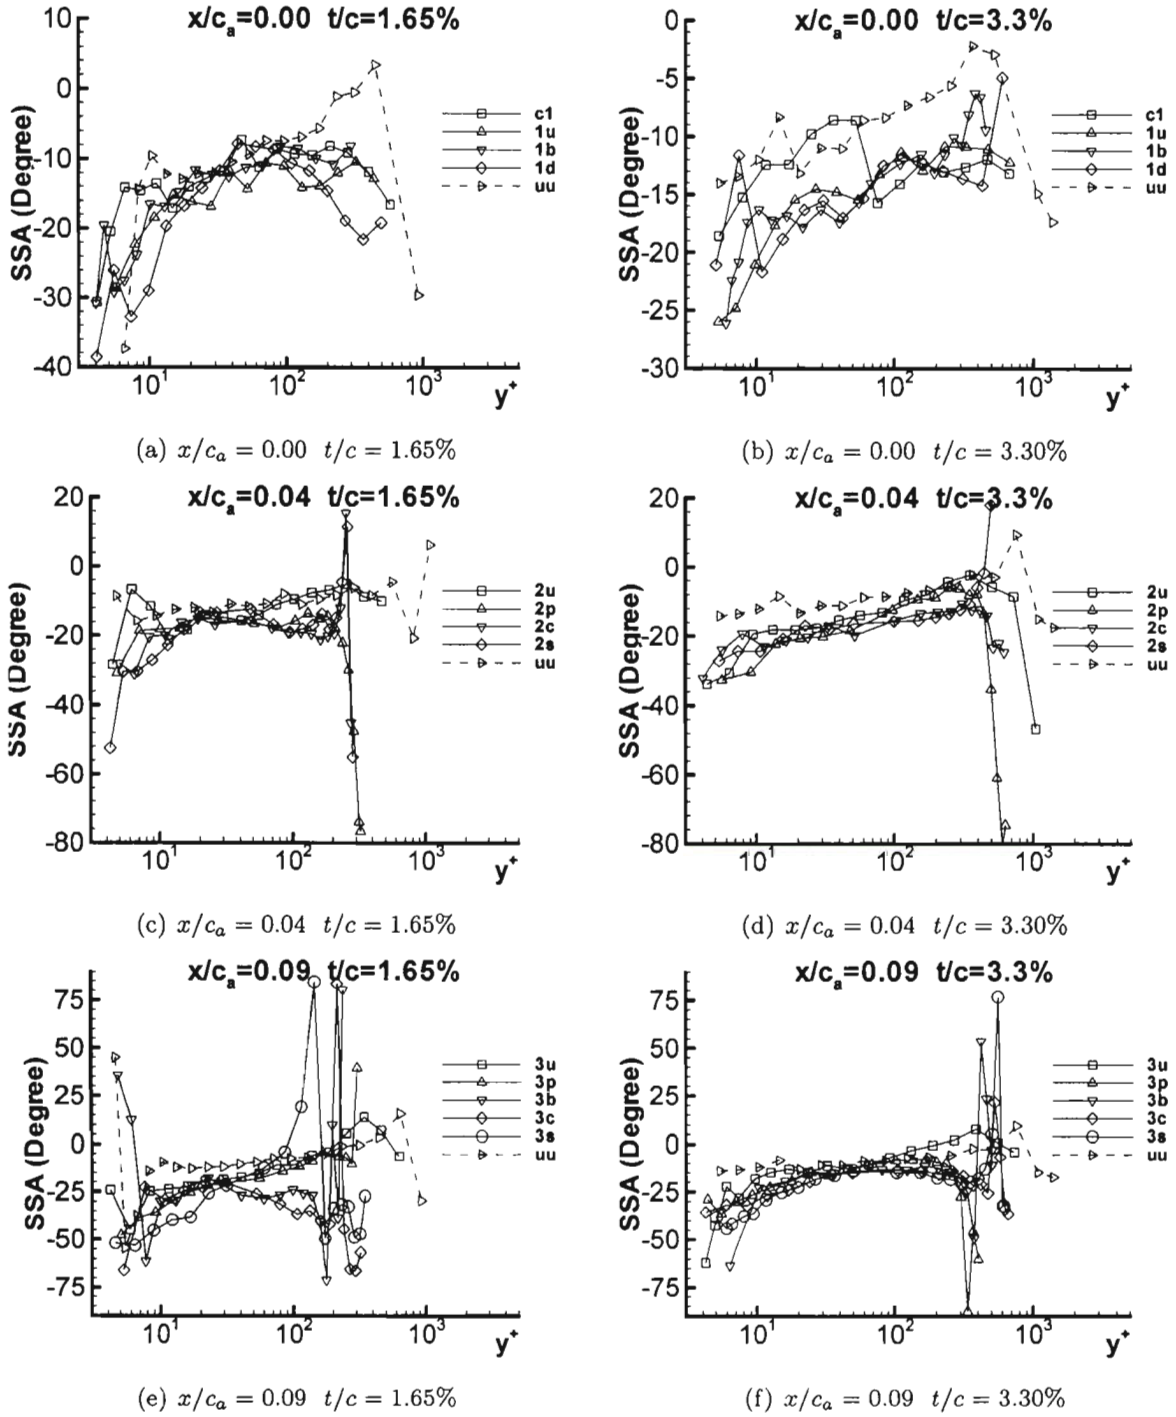 x/cₐ=0.00 t/c=1.65%
10
0
-10
-20
-30
-40
SSA (Degree)
10¹
10²
10³
y⁺
c1
1u
1b
1d
uu
(a) x/cₐ = 0.00 t/c = 1.65%
x/cₐ=0.00 t/c=3.3%
0
-5
-10
-15
-20
-25
-30
SSA (Degree)
10¹
10²
10³
y⁺
c1
1u
1b
1d
uu
(b) x/cₐ = 0.00 t/c = 3.30%
x/cₐ=0.04 t/c=1.65%
20
0
-20
-40
-60
-80
SSA (Degree)
10¹
10²
10³
y⁺
2u
2p
2c
2s
uu
(c) x/cₐ = 0.04 t/c = 1.65%
x/cₐ=0.04 t/c=3.3%
20
0
-20
-40
-60
-80
SSA (Degree)
10¹
10²
10³
y⁺
2u
2p
2c
2s
uu
(d) x/cₐ = 0.04 t/c = 3.30%
x/cₐ=0.09 t/c=1.65%
75
50
25
0
-25
-50
-75
SSA (Degree)
10¹
10²
10³
y⁺
3u
3p
3b
3c
3s
uu
(e) x/cₐ = 0.09 t/c = 1.65%
x/cₐ=0.09 t/c=3.3%
75
50
25
0
-25
-50
-75
SSA (Degree)
10¹
10²
10³
y⁺
3u
3p
3b
3c
3s
uu
(f) x/cₐ = 0.09 t/c = 3.30%